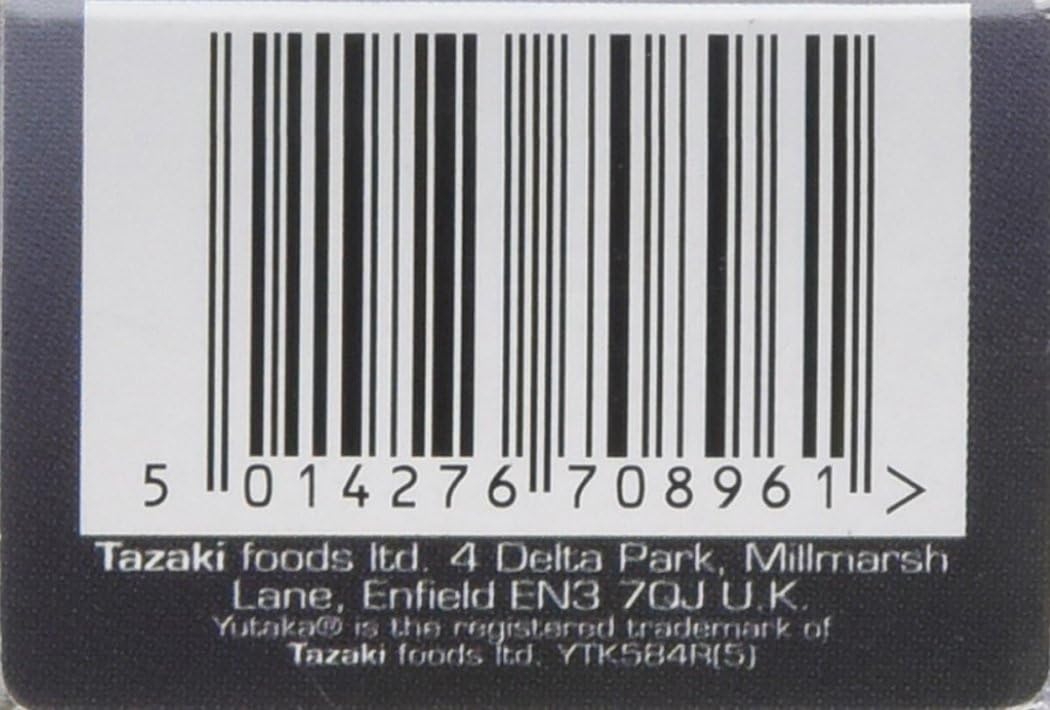 5 014276 708961 >
Tazaki foods ltd. 4 Delta Park, Millmarsh
Lane, Enfield EN3 7QJ U.K.
Yutaka® is the registered trademark of
Tazaki foods ltd. YTK584R(5)